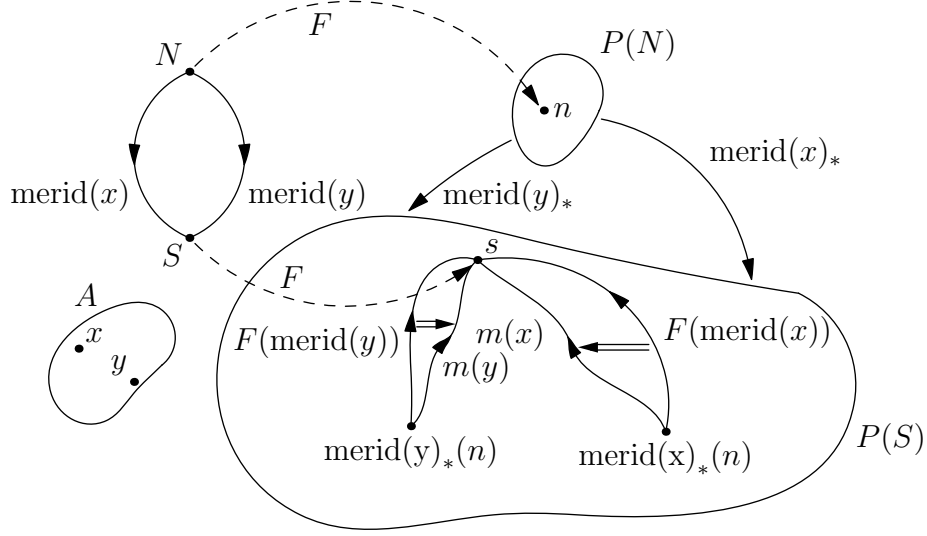 F
P(N)
N
n
merid(x)_*
merid(x)
merid(y)
merid(y)_*
S
s
F
A
x
y
F(merid(y))
m(x)
m(y)
F(merid(x))
P(S)
merid(y)_*(n)
merid(x)_*(n)